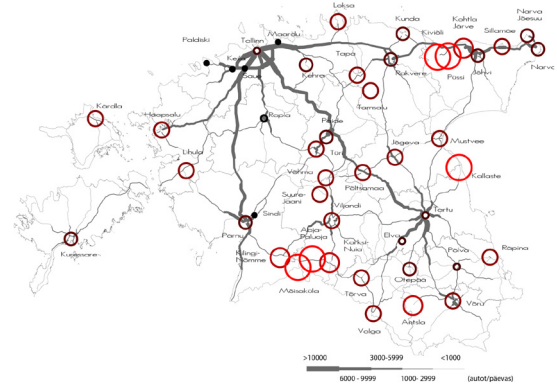 Loksa
Narva
Jõesuu
Kunda
Kohtla
Järve
Sillamäe
Kiviõli
Maardu
Tallinn
Paldiski
Tapa
Keila
Saue
Kehra
Rakvere
Püssi
Jõhvi
Narva
Tamsalu
Kärdla
Haapsalu
Rapla
Paide
Mustvee
Türi
Jõgeva
Lihula
Võhma
Põltsamaa
Kallaste
Suure-
Jaani
Sindi
Viljandi
Tartu
Pärnu
Abja-
Paluoja
Karksi-
Nuia
Elva
Kuressaare
Kilingi-
Nõmme
Põlva
Räpina
Otepää
Mõisaküla
Tõrva
Võru
Valga
Antsla
>10000 3000-5999 <1000
6000 - 9999 1000- 2999 (autot/päevas)